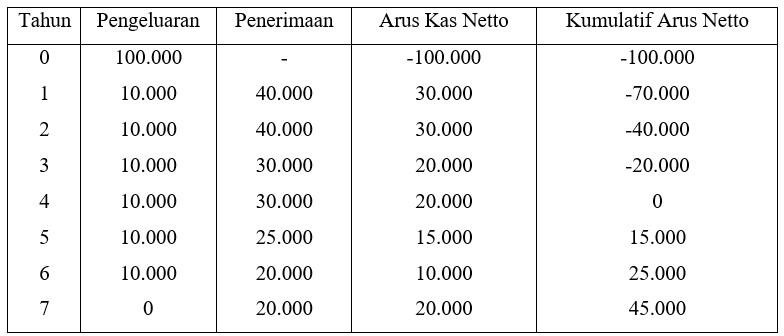 Tahun Pengeluaran Penerimaan Arus Kas Netto Kumulatif Arus Netto
0 100.000 - -100.000 -100.000
1 10.000 40.000 30.000 -70.000
2 10.000 40.000 30.000 -40.000
3 10.000 30.000 20.000 -20.000
4 10.000 30.000 20.000 0
5 10.000 25.000 15.000 15.000
6 10.000 20.000 10.000 25.000
7 0 20.000 20.000 45.000